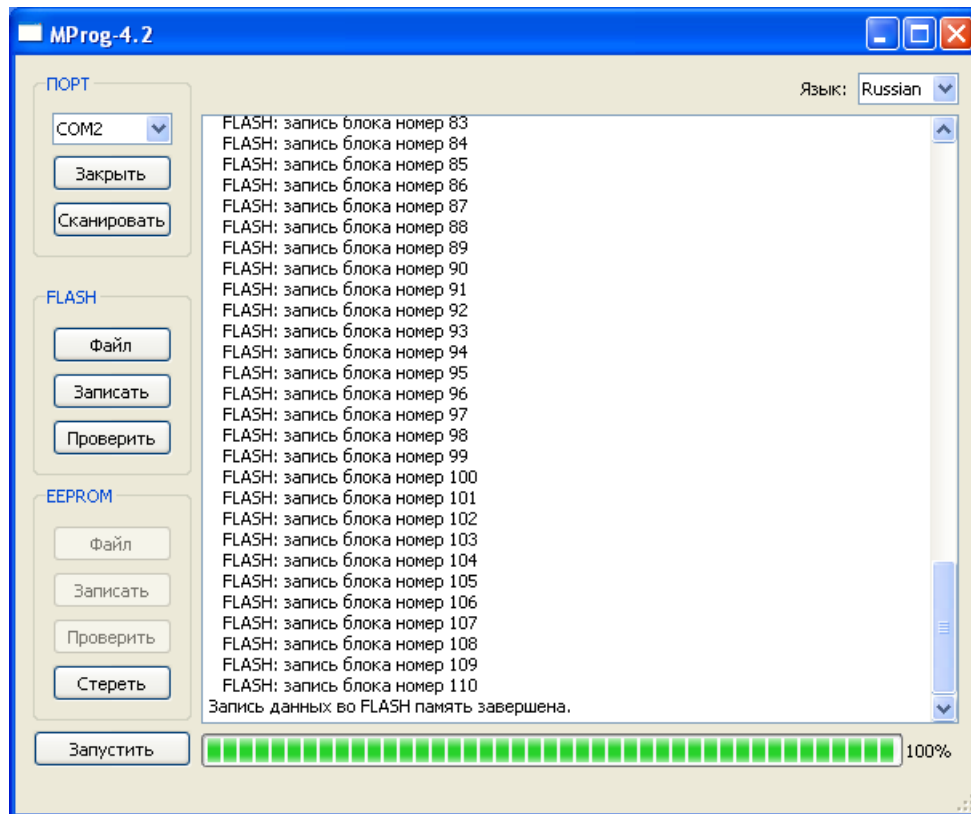 MProg-4.2
ПОРТ
Язык: Russian
COM2
Закрыть
Сканировать
FLASH
Файл
Записать
Проверить
EEPROM
Файл
Записать
Проверить
Стереть
Запустить
FLASH: запись блока номер 83
FLASH: запись блока номер 84
FLASH: запись блока номер 85
FLASH: запись блока номер 86
FLASH: запись блока номер 87
FLASH: запись блока номер 88
FLASH: запись блока номер 89
FLASH: запись блока номер 90
FLASH: запись блока номер 91
FLASH: запись блока номер 92
FLASH: запись блока номер 93
FLASH: запись блока номер 94
FLASH: запись блока номер 95
FLASH: запись блока номер 96
FLASH: запись блока номер 97
FLASH: запись блока номер 98
FLASH: запись блока номер 99
FLASH: запись блока номер 100
FLASH: запись блока номер 101
FLASH: запись блока номер 102
FLASH: запись блока номер 103
FLASH: запись блока номер 104
FLASH: запись блока номер 105
FLASH: запись блока номер 106
FLASH: запись блока номер 107
FLASH: запись блока номер 108
FLASH: запись блока номер 109
FLASH: запись блока номер 110
Запись данных во FLASH память завершена.
100%